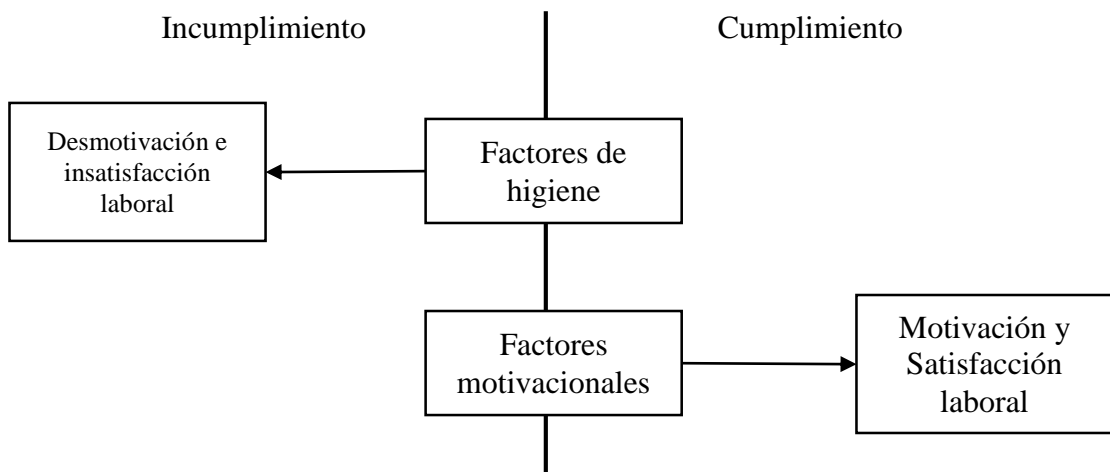 Incumplimiento
Cumplimiento
Desmotivación e
insatisfacción
laboral
Factores de
higiene
Factores
motivacionales
Motivación y
Satisfacción
laboral